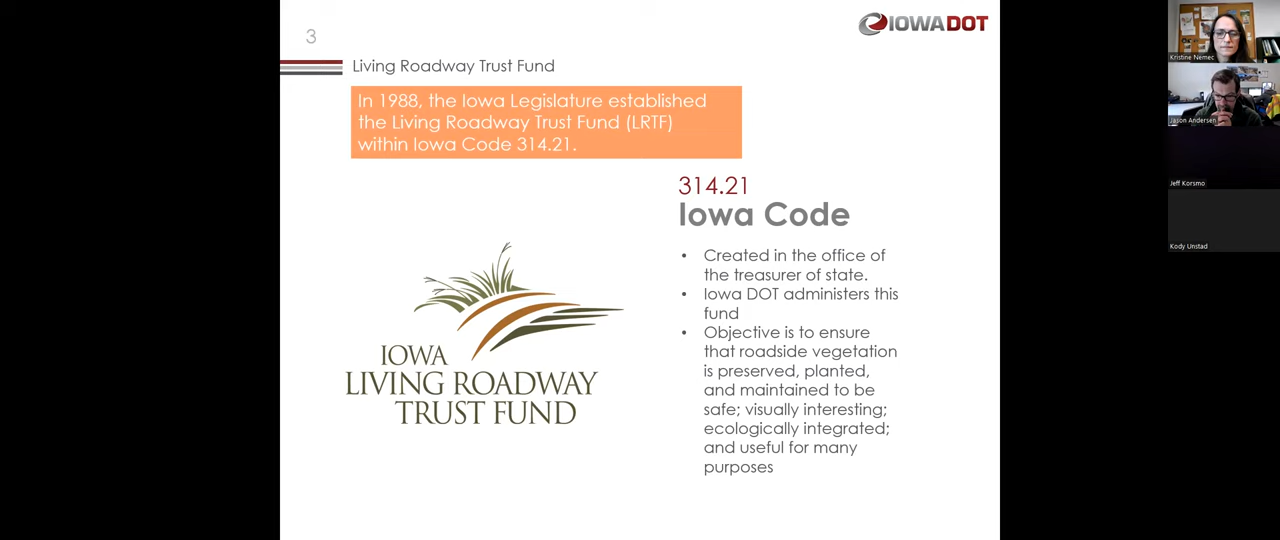 3
IOWADOT
Living Roadway Trust Fund
In 1988, the Iowa Legislature established
the Living Roadway Trust Fund (LRTF)
within Iowa Code 314.21.
314.21
Iowa Code
• Created in the office of
the treasurer of state.
• Iowa DOT administers this
fund
• Objective is to ensure
that roadside vegetation
is preserved, planted,
and maintained to be
safe; visually interesting;
ecologically integrated;
and useful for many
purposes
IOWA
LIVING ROADWAY
TRUST FUND
Kristine Nemec
Jason Andersen
Jeff Korsmo
Kody Unstad